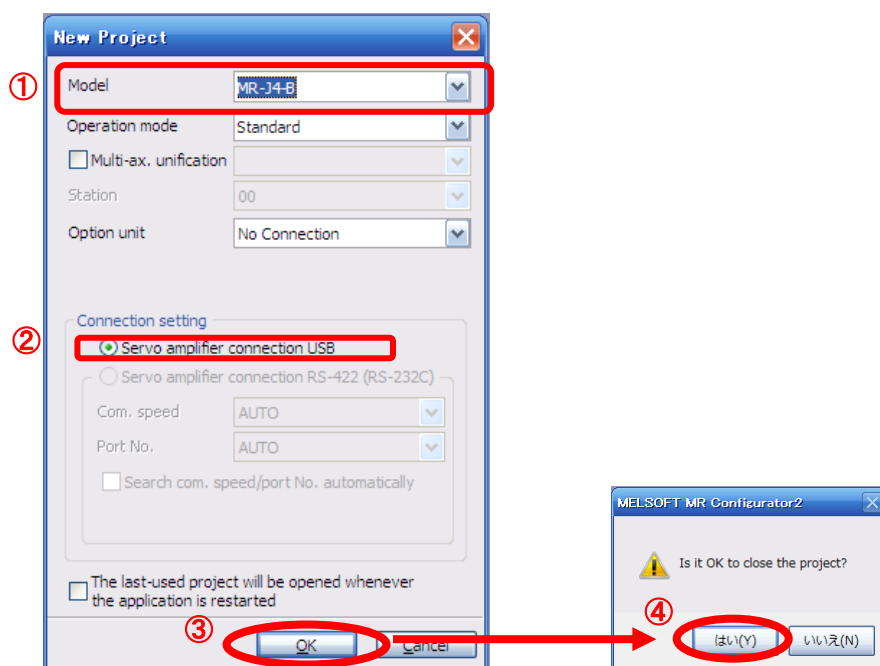 New Project
① Model MR-J4-B
Operation mode Standard
Multi-ax. unification
Station 00
Option unit No Connection
Connection setting
② Servo amplifier connection USB
Servo amplifier connection RS-422 (RS-232C)
Com. speed AUTO
Port No. AUTO
Search com. speed/port No. automatically
The last-used project will be opened whenever
the application is restarted
③ OK Cancel
MELSOFT MR Configurator2
Is it OK to close the project?
④ はい(Y) いいえ(N)